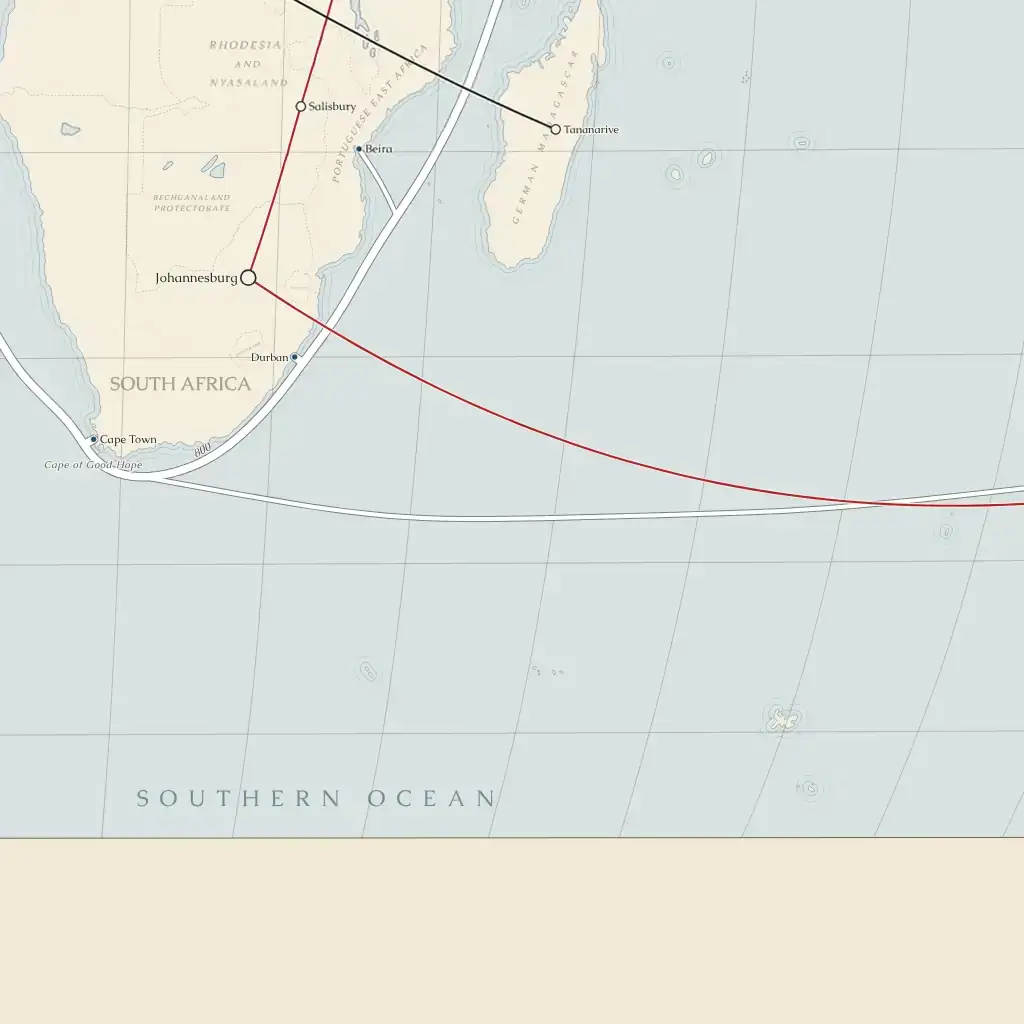 RHODESIA
AND
NYASALAND
Salisbury
PORTUGUESE EAST AFRICA
Beira
GERMAN MADAGASCAR
Tananarive
BECHUANALAND
PROTECTORATE
Johannesburg
Durban
SOUTH AFRICA
Cape Town
800
Cape of Good Hope
SOUTHERN OCEAN